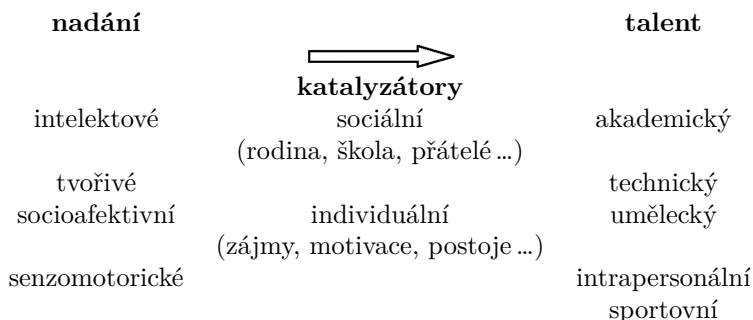 nadání talent
katalyzátory
intelektové sociální akademický
(rodina, škola, přátelé …)
tvořivé technický
socioafektivní individuální umělecký
(zájmy, motivace, postoje …)
senzomotorické intrapersonální
sportovní